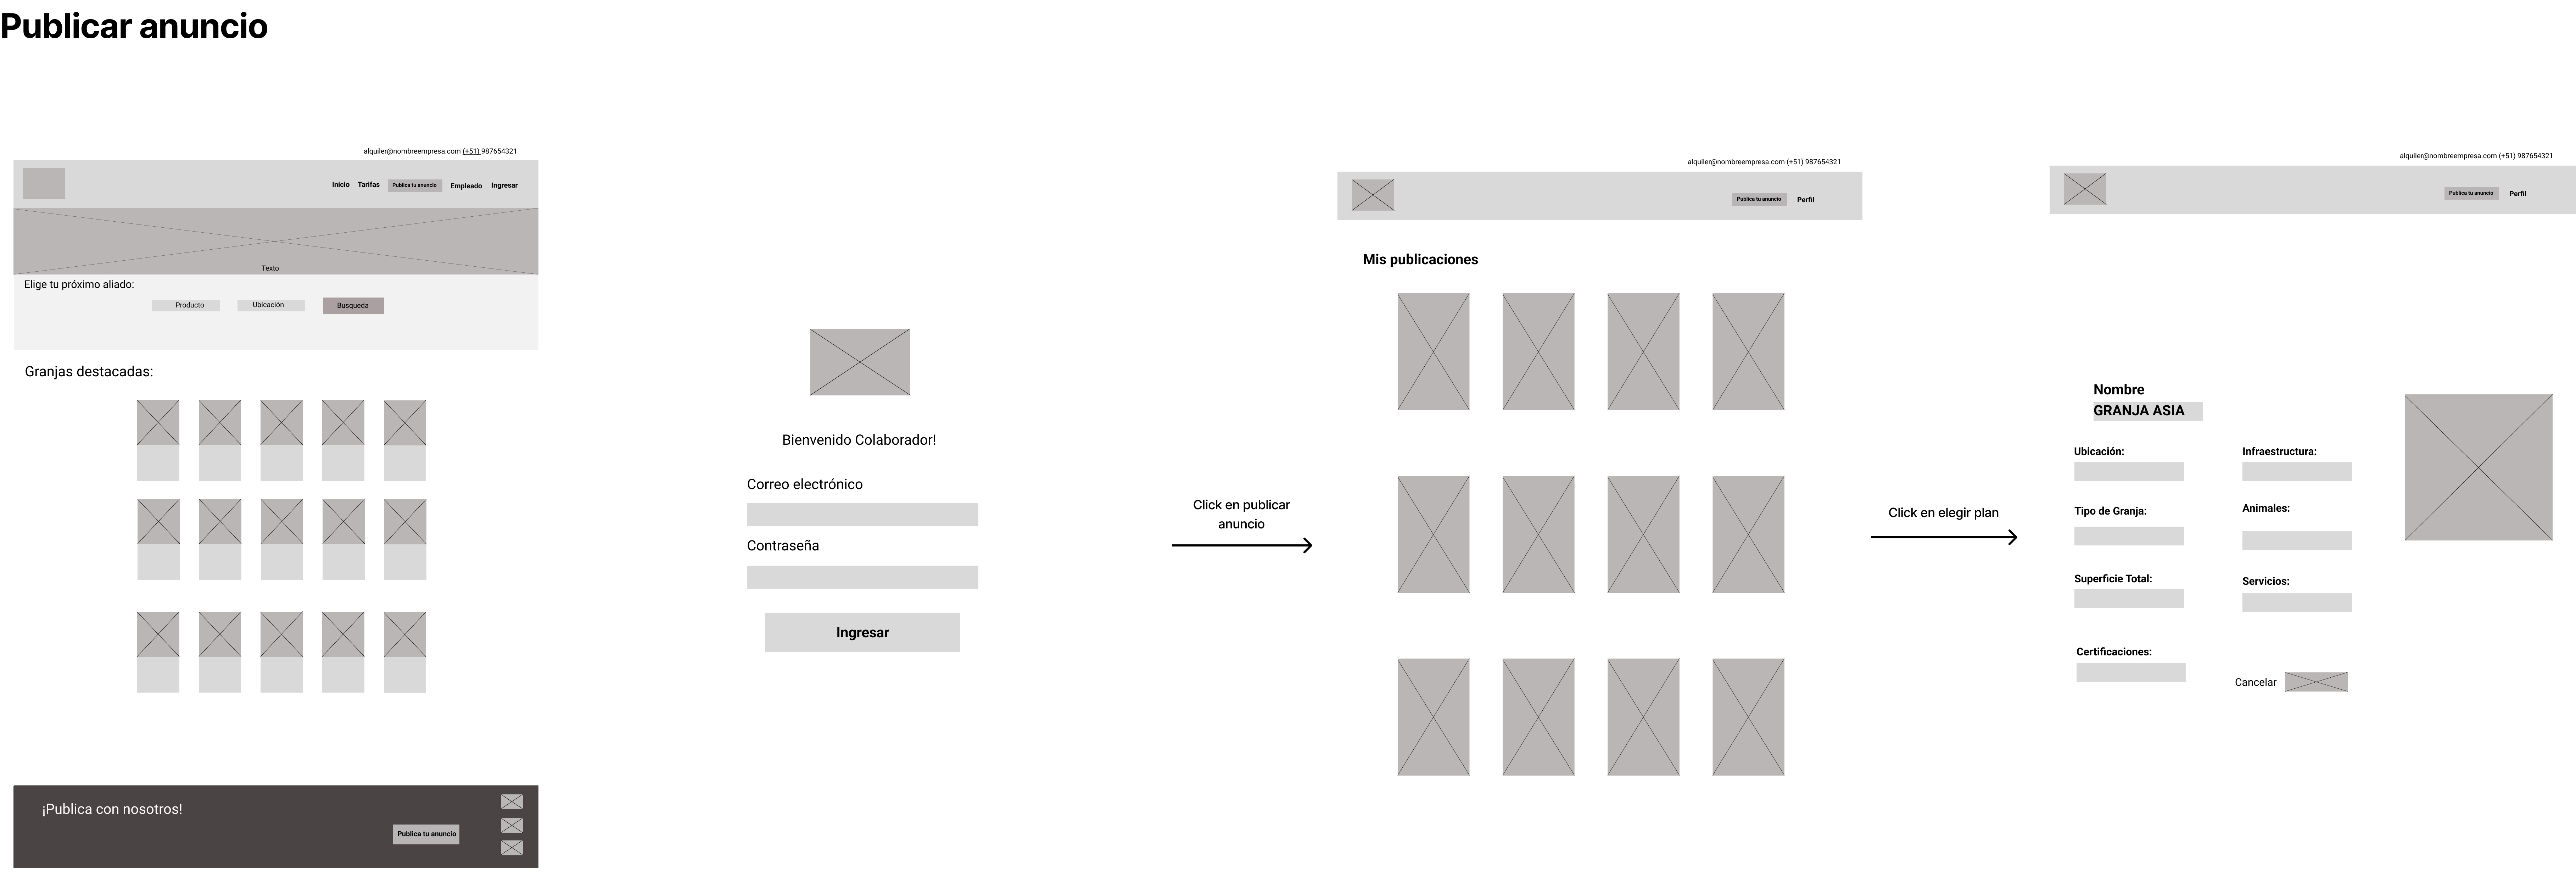 Publicar anuncio
alquiler@nombreempresa.com (+51) 987654321
Inicio Tarifas Publica tu anuncio Empleado Ingresar
Texto
Elige tu próximo aliado:
Producto Ubicación Busqueda
Granjas destacadas:
¡Publica con nosotros!
Publica tu anuncio
Bienvenido Colaborador!
Correo electrónico
Contraseña
Ingresar
Click en publicar
anuncio
alquiler@nombreempresa.com (+51) 987654321
Publica tu anuncio Perfil
Mis publicaciones
Click en elegir plan
alquiler@nombreempresa.com (+51) 987654321
Publica tu anuncio Perfil
Nombre
GRANJA ASIA
Ubicación: Infraestructura:
Tipo de Granja: Animales:
Superficie Total: Servicios:
Certificaciones:
Cancelar